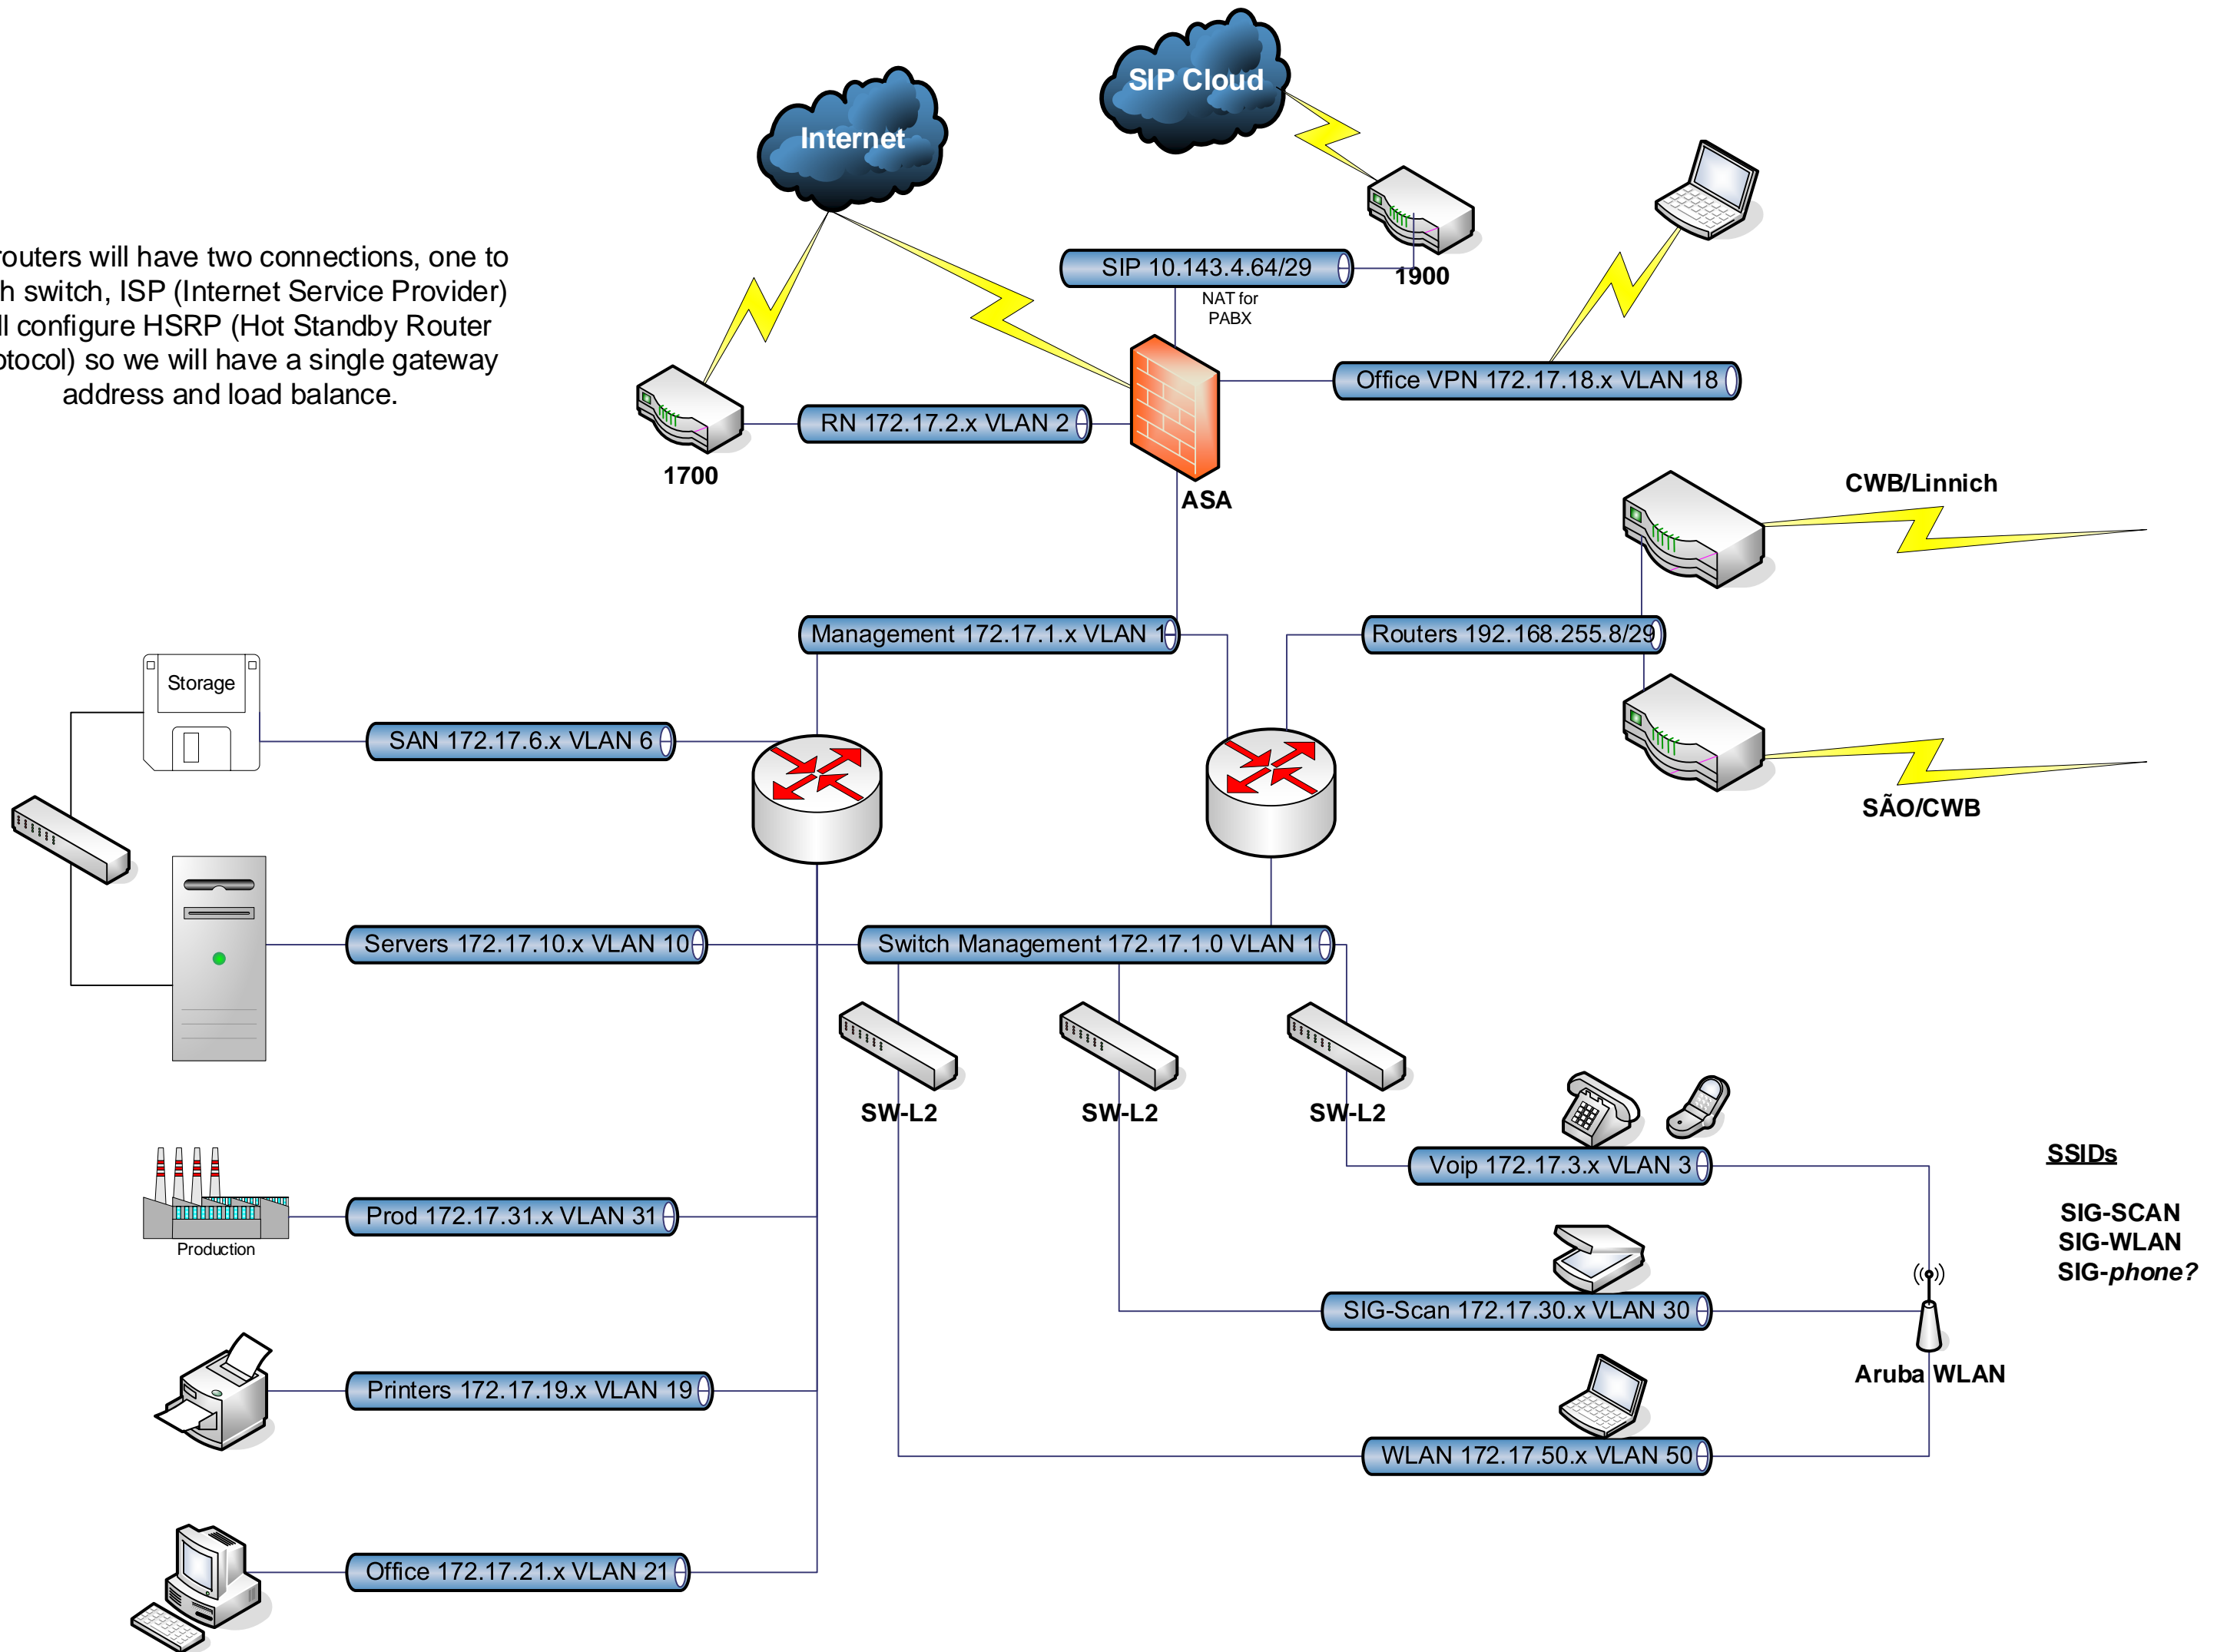 SIP Cloud
Internet
routers will have two connections, one to
h switch, ISP (Internet Service Provider)
ll configure HSRP (Hot Standby Router
otocol) so we will have a single gateway
address and load balance.
SIP 10.143.4.64/29
NAT for
PABX
1900
Office VPN 172.17.18.x VLAN 18
RN 172.17.2.x VLAN 2
1700
ASA
CWB/Linnich
Management 172.17.1.x VLAN 1
Routers 192.168.255.8/29
Storage
SAN 172.17.6.x VLAN 6
SÃO/CWB
Servers 172.17.10.x VLAN 10
Switch Management 172.17.1.0 VLAN 1
SW-L2
SW-L2
SW-L2
Voip 172.17.3.x VLAN 3
SSIDs
SIG-SCAN
SIG-WLAN
SIG-phone?
Prod 172.17.31.x VLAN 31
Production
SIG-Scan 172.17.30.x VLAN 30
Aruba WLAN
Printers 172.17.19.x VLAN 19
WLAN 172.17.50.x VLAN 50
Office 172.17.21.x VLAN 21